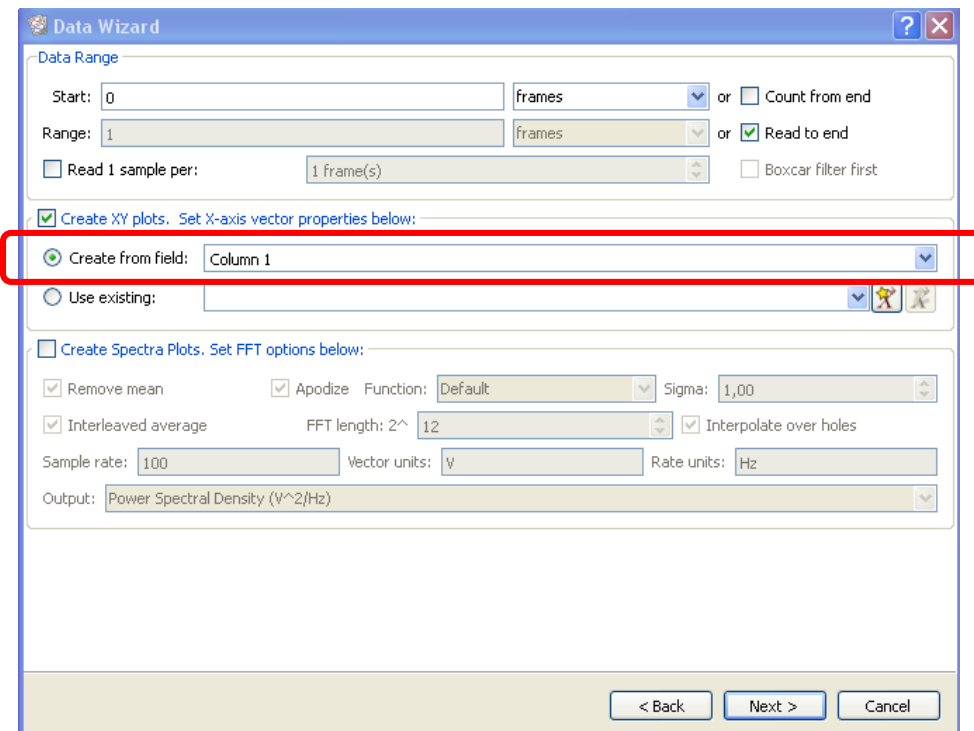 Data Wizard
Data Range
Start: 0 frames or Count from end
Range: 1 frames or Read to end
Read 1 sample per: 1 frame(s) Boxcar filter first
Create XY plots. Set X-axis vector properties below:
Create from field: Column 1
Use existing:
Create Spectra Plots. Set FFT options below:
Remove mean Apodize Function: Default Sigma: 1,00
Interleaved average FFT length: 2^ 12 Interpolate over holes
Sample rate: 100 Vector units: V Rate units: Hz
Output: Power Spectral Density (V^2/Hz)
< Back Next > Cancel